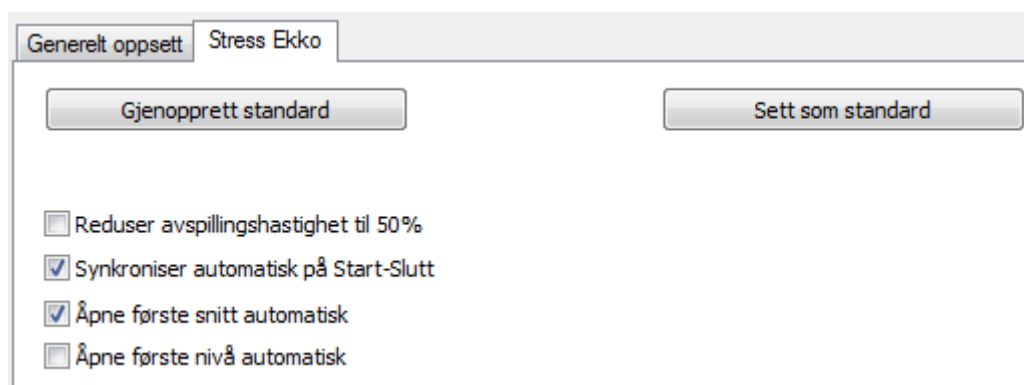 Generelt oppsett Stress Ekko
Gjenopprett standard Sett som standard
Reduser avspillingshastighet til 50%
Synkroniser automatisk på Start-Slutt
Åpne første snitt automatisk
Åpne første nivå automatisk